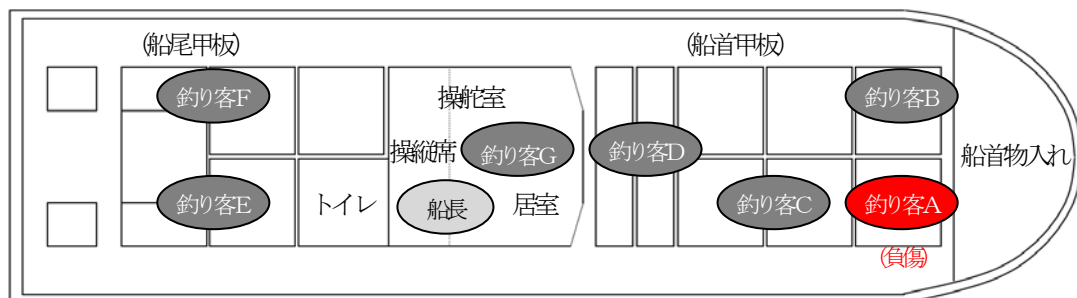 (船尾甲板)
(船首甲板)
釣り客F
操舵室
釣り客B
操縦席
釣り客G
釣り客D
船首物入れ
釣り客E
トイレ
船長
居室
釣り客C
釣り客A
(負傷)